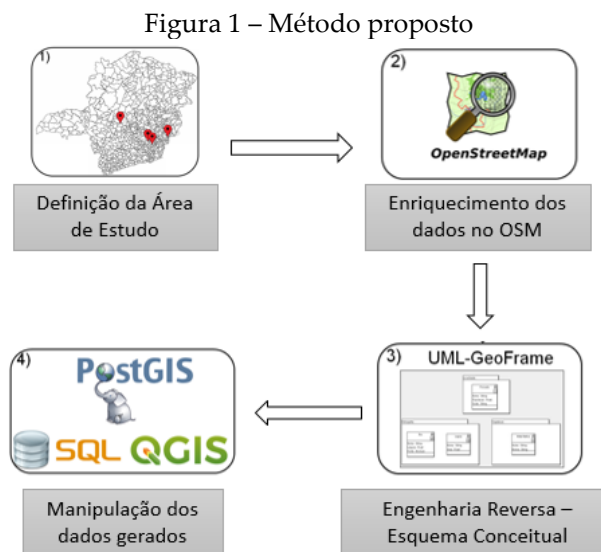 Figura 1 – Método proposto
1)
Definição da Área
de Estudo
2)
OpenStreetMap
Enriquecimento dos
dados no OSM
3) UML-GeoFrame
Engenharia Reversa –
Esquema Conceitual
4)
PostGIS
SQL QGIS
Manipulação dos
dados gerados